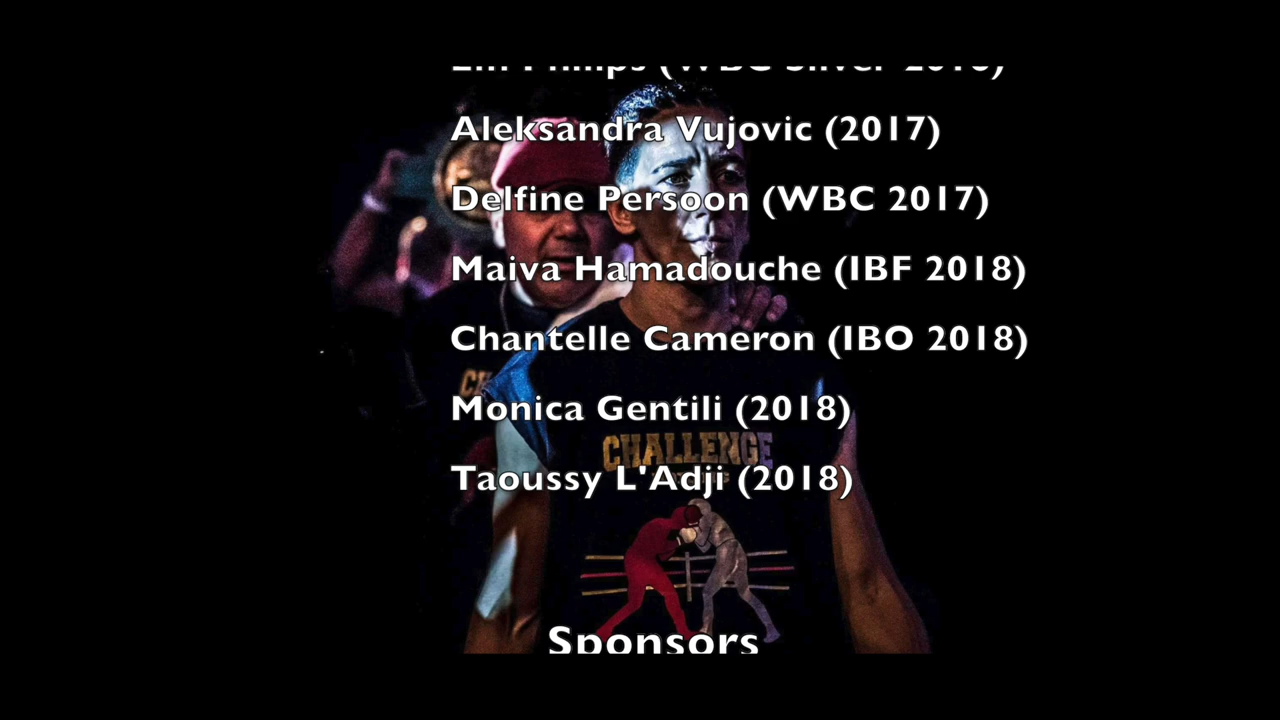 Aleksandra Vujovic (2017)
Delfine Persoon (WBC 2017)
Maiva Hamadouche (IBF 2018)
Chantelle Cameron (IBO 2018)
Monica Gentili (2018)
CHALLENGE
Taoussy L'Adji (2018)
Sponsors